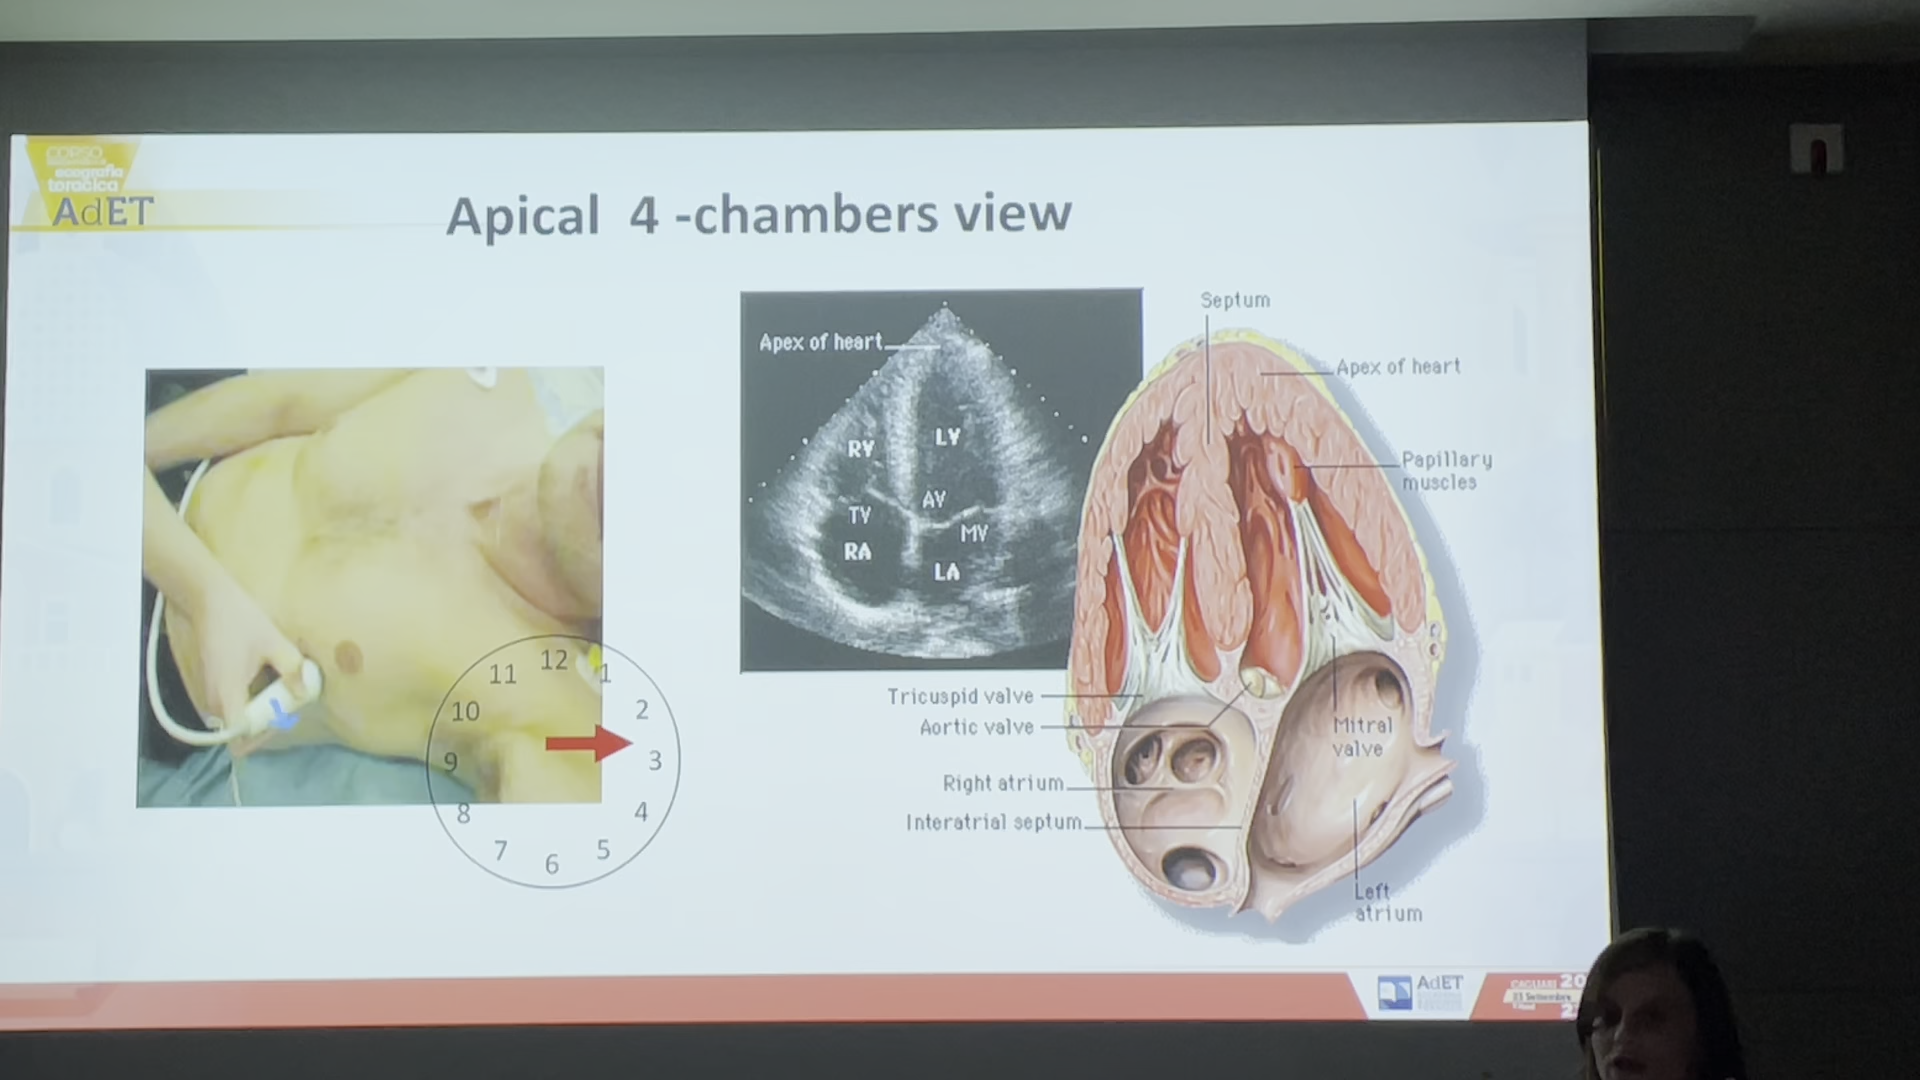 CORSO
ecografia
toracica
AdET
Apical 4 -chambers view
Apex of heart
RV
LV
AV
TV
MV
RA
LA
Septum
Apex of heart
Papillary
muscles
Tricuspid valve
Aortic valve
Mitral
valve
Right atrium
Interatrial septum
Left
atrium
12
1
2
3
4
5
6
7
8
9
10
11
AdET
CAGLIARI 20